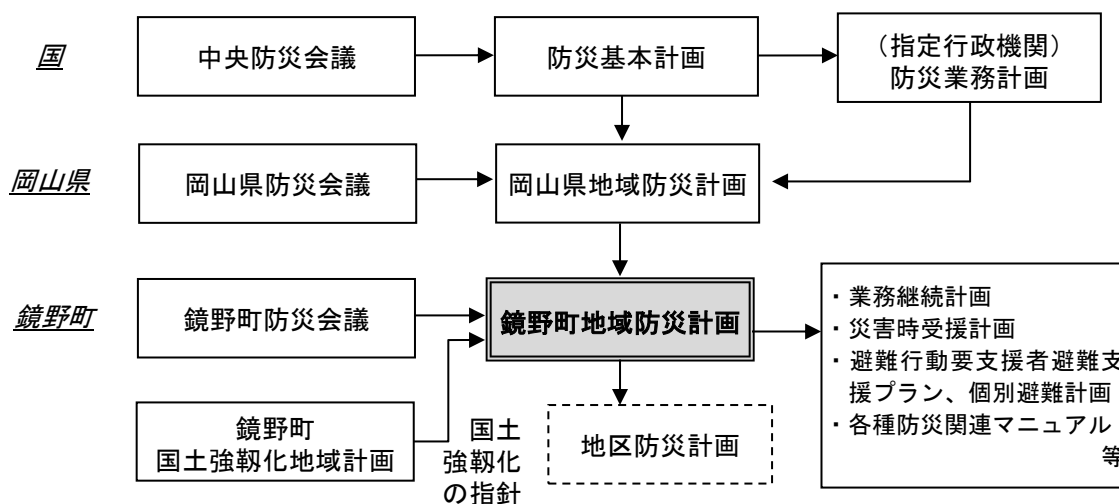 国
中央防災会議
防災基本計画
（指定行政機関）
防災業務計画
岡山県
岡山県防災会議
岡山県地域防災計画
鏡野町
鏡野町防災会議
鏡野町地域防災計画
・業務継続計画
・災害時受援計画
・避難行動要支援者避難支
援プラン、個別避難計画
・各種防災関連マニュアル
等
鏡野町
国土強靱化地域計画
国土
強靱化
の指針
地区防災計画